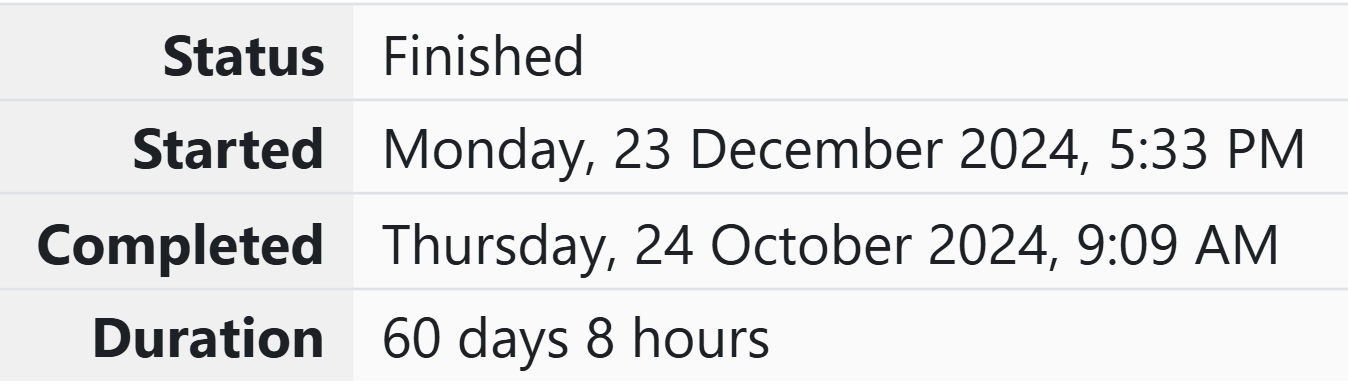 Status Finished
Started Monday, 23 December 2024, 5:33 PM
Completed Thursday, 24 October 2024, 9:09 AM
Duration 60 days 8 hours